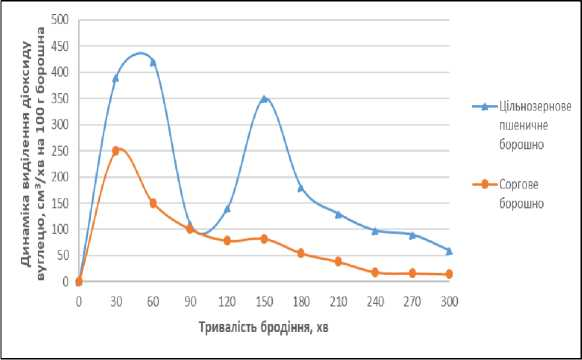 Динаміка виділення діоксиду
вуглецю, см³/хв на 100 г борошна
500
450
400
350
300
250
200
150
100
50
0
0 30 60 90 120 150 180 210 240 270 300
Тривалість бродіння, хв
Цільнозернове
пшеничне
борошно
Соргове
борошно